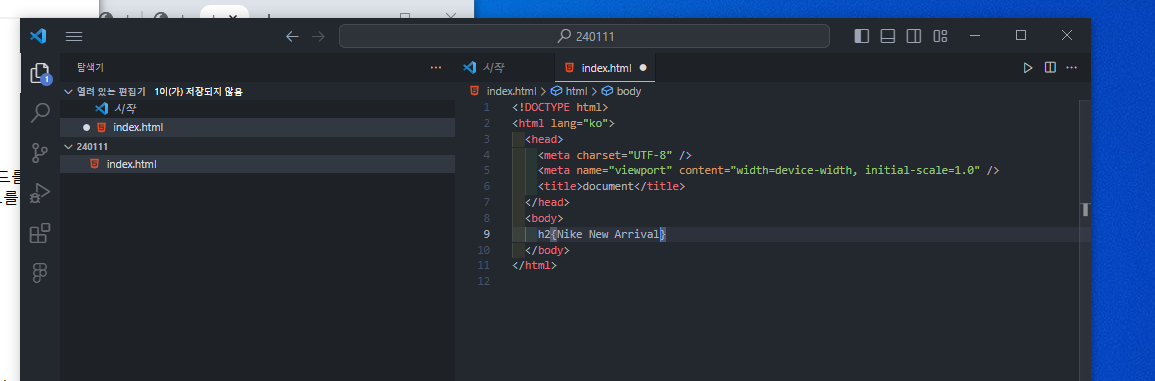 240111
탐색기
시작
index.html
index.html > html > body
열려 있는 편집기 1이(가) 저장되지 않음
시작
index.html
240111
index.html
1
1 <!DOCTYPE html>
2 <html lang="ko">
3 <head>
4 <meta charset="UTF-8" />
5 <meta name="viewport" content="width=device-width, initial-scale=1.0" />
6 <title>document</title>
7 </head>
8 <body>
9 h2{Nike New Arrival}
10 </body>
11 </html>
12
드를